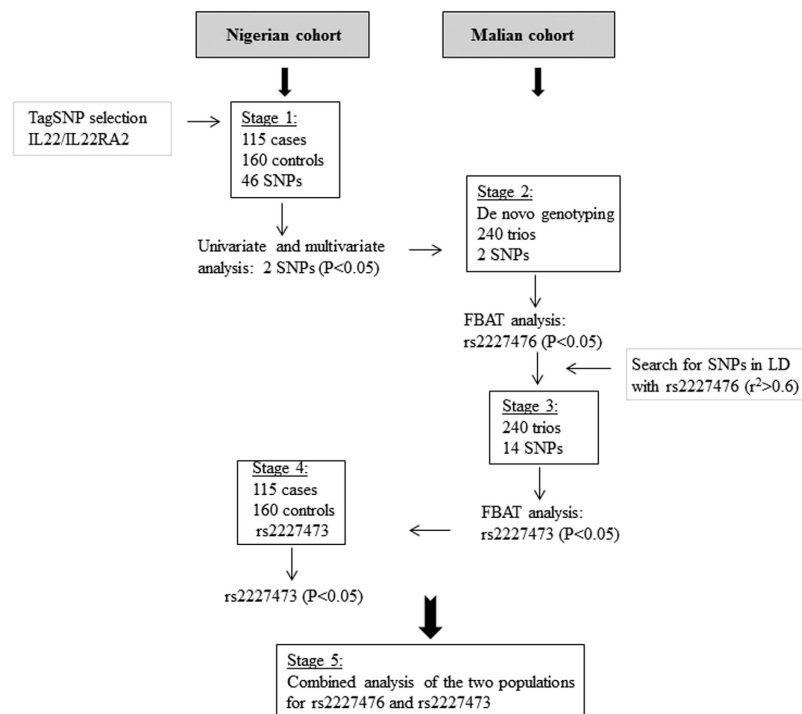 Nigerian cohort
Malian cohort
TagSNP selection
IL22/IL22RA2
Stage 1:
115 cases
160 controls
46 SNPs
Univariate and multivariate
analysis: 2 SNPs (P<0.05)
Stage 2:
De novo genotyping
240 trios
2 SNPs
FBAT analysis:
rs2227476 (P<0.05)
Search for SNPs in LD
with rs2227476 (r²>0.6)
Stage 3:
240 trios
14 SNPs
FBAT analysis:
rs2227473 (P<0.05)
Stage 4:
115 cases
160 controls
rs2227473
rs2227473 (P<0.05)
Stage 5:
Combined analysis of the two populations
for rs2227476 and rs2227473